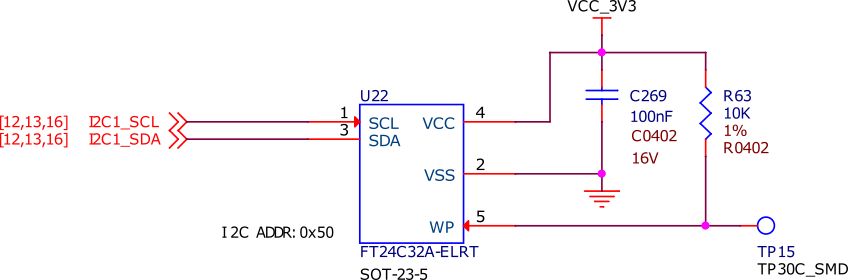 VCC_3V3
U22
[12,13,16] I2C1_SCL
[12,13,16] I2C1_SDA
1
3
SCL
SDA
VCC
VSS
WP
4
2
5
C269
100nF
C0402
16V
R63
10K
1%
R0402
I2C ADDR: 0x50
FT24C32A-ELRT
SOT-23-5
TP15
TP30C_SMD